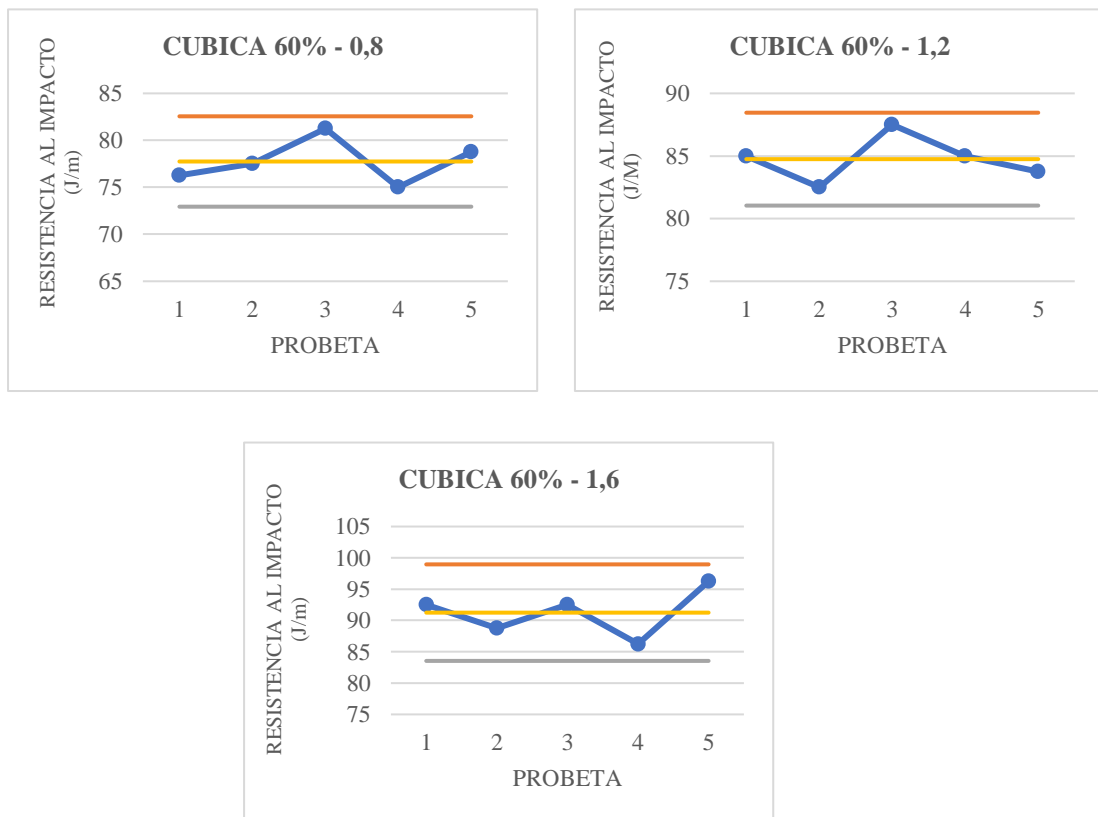 CUBICA 60% - 0,8
RESISTENCIA AL IMPACTO
(J/m)
85
80
75
70
65
1 2 3 4 5
PROBETA
CUBICA 60% - 1,2
RESISTENCIA AL IMPACTO
(J/M)
90
85
80
75
1 2 3 4 5
PROBETA
CUBICA 60% - 1,6
RESISTENCIA AL IMPACTO
(J/m)
105
100
95
90
85
80
75
1 2 3 4 5
PROBETA